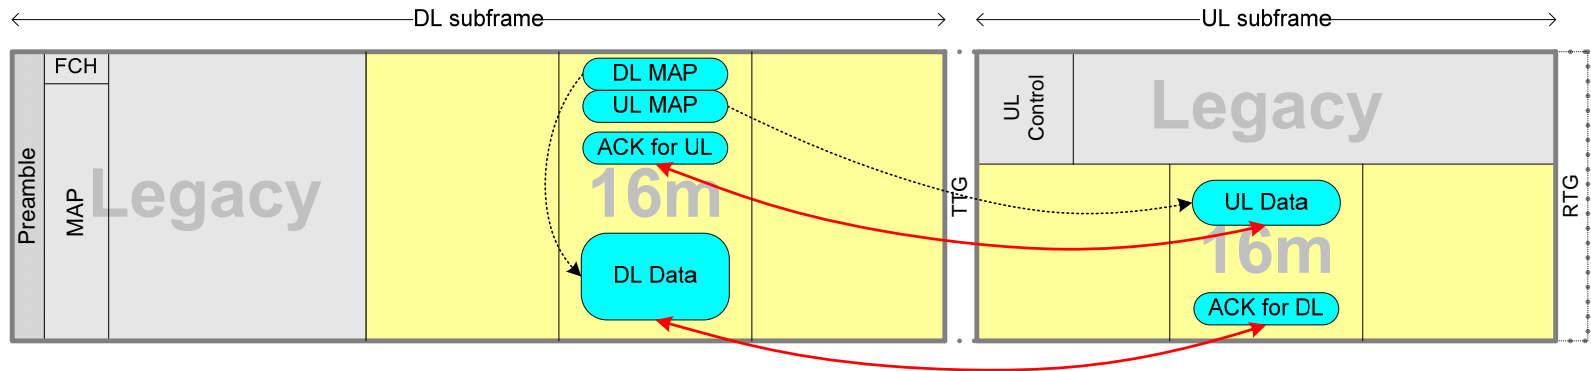 DL subframe
UL subframe
Preamble
FCH
MAP
Legacy
DL MAP
UL MAP
ACK for UL
16m
DL Data
TTG
UL
Control
Legacy
UL Data
16m
ACK for DL
RTG